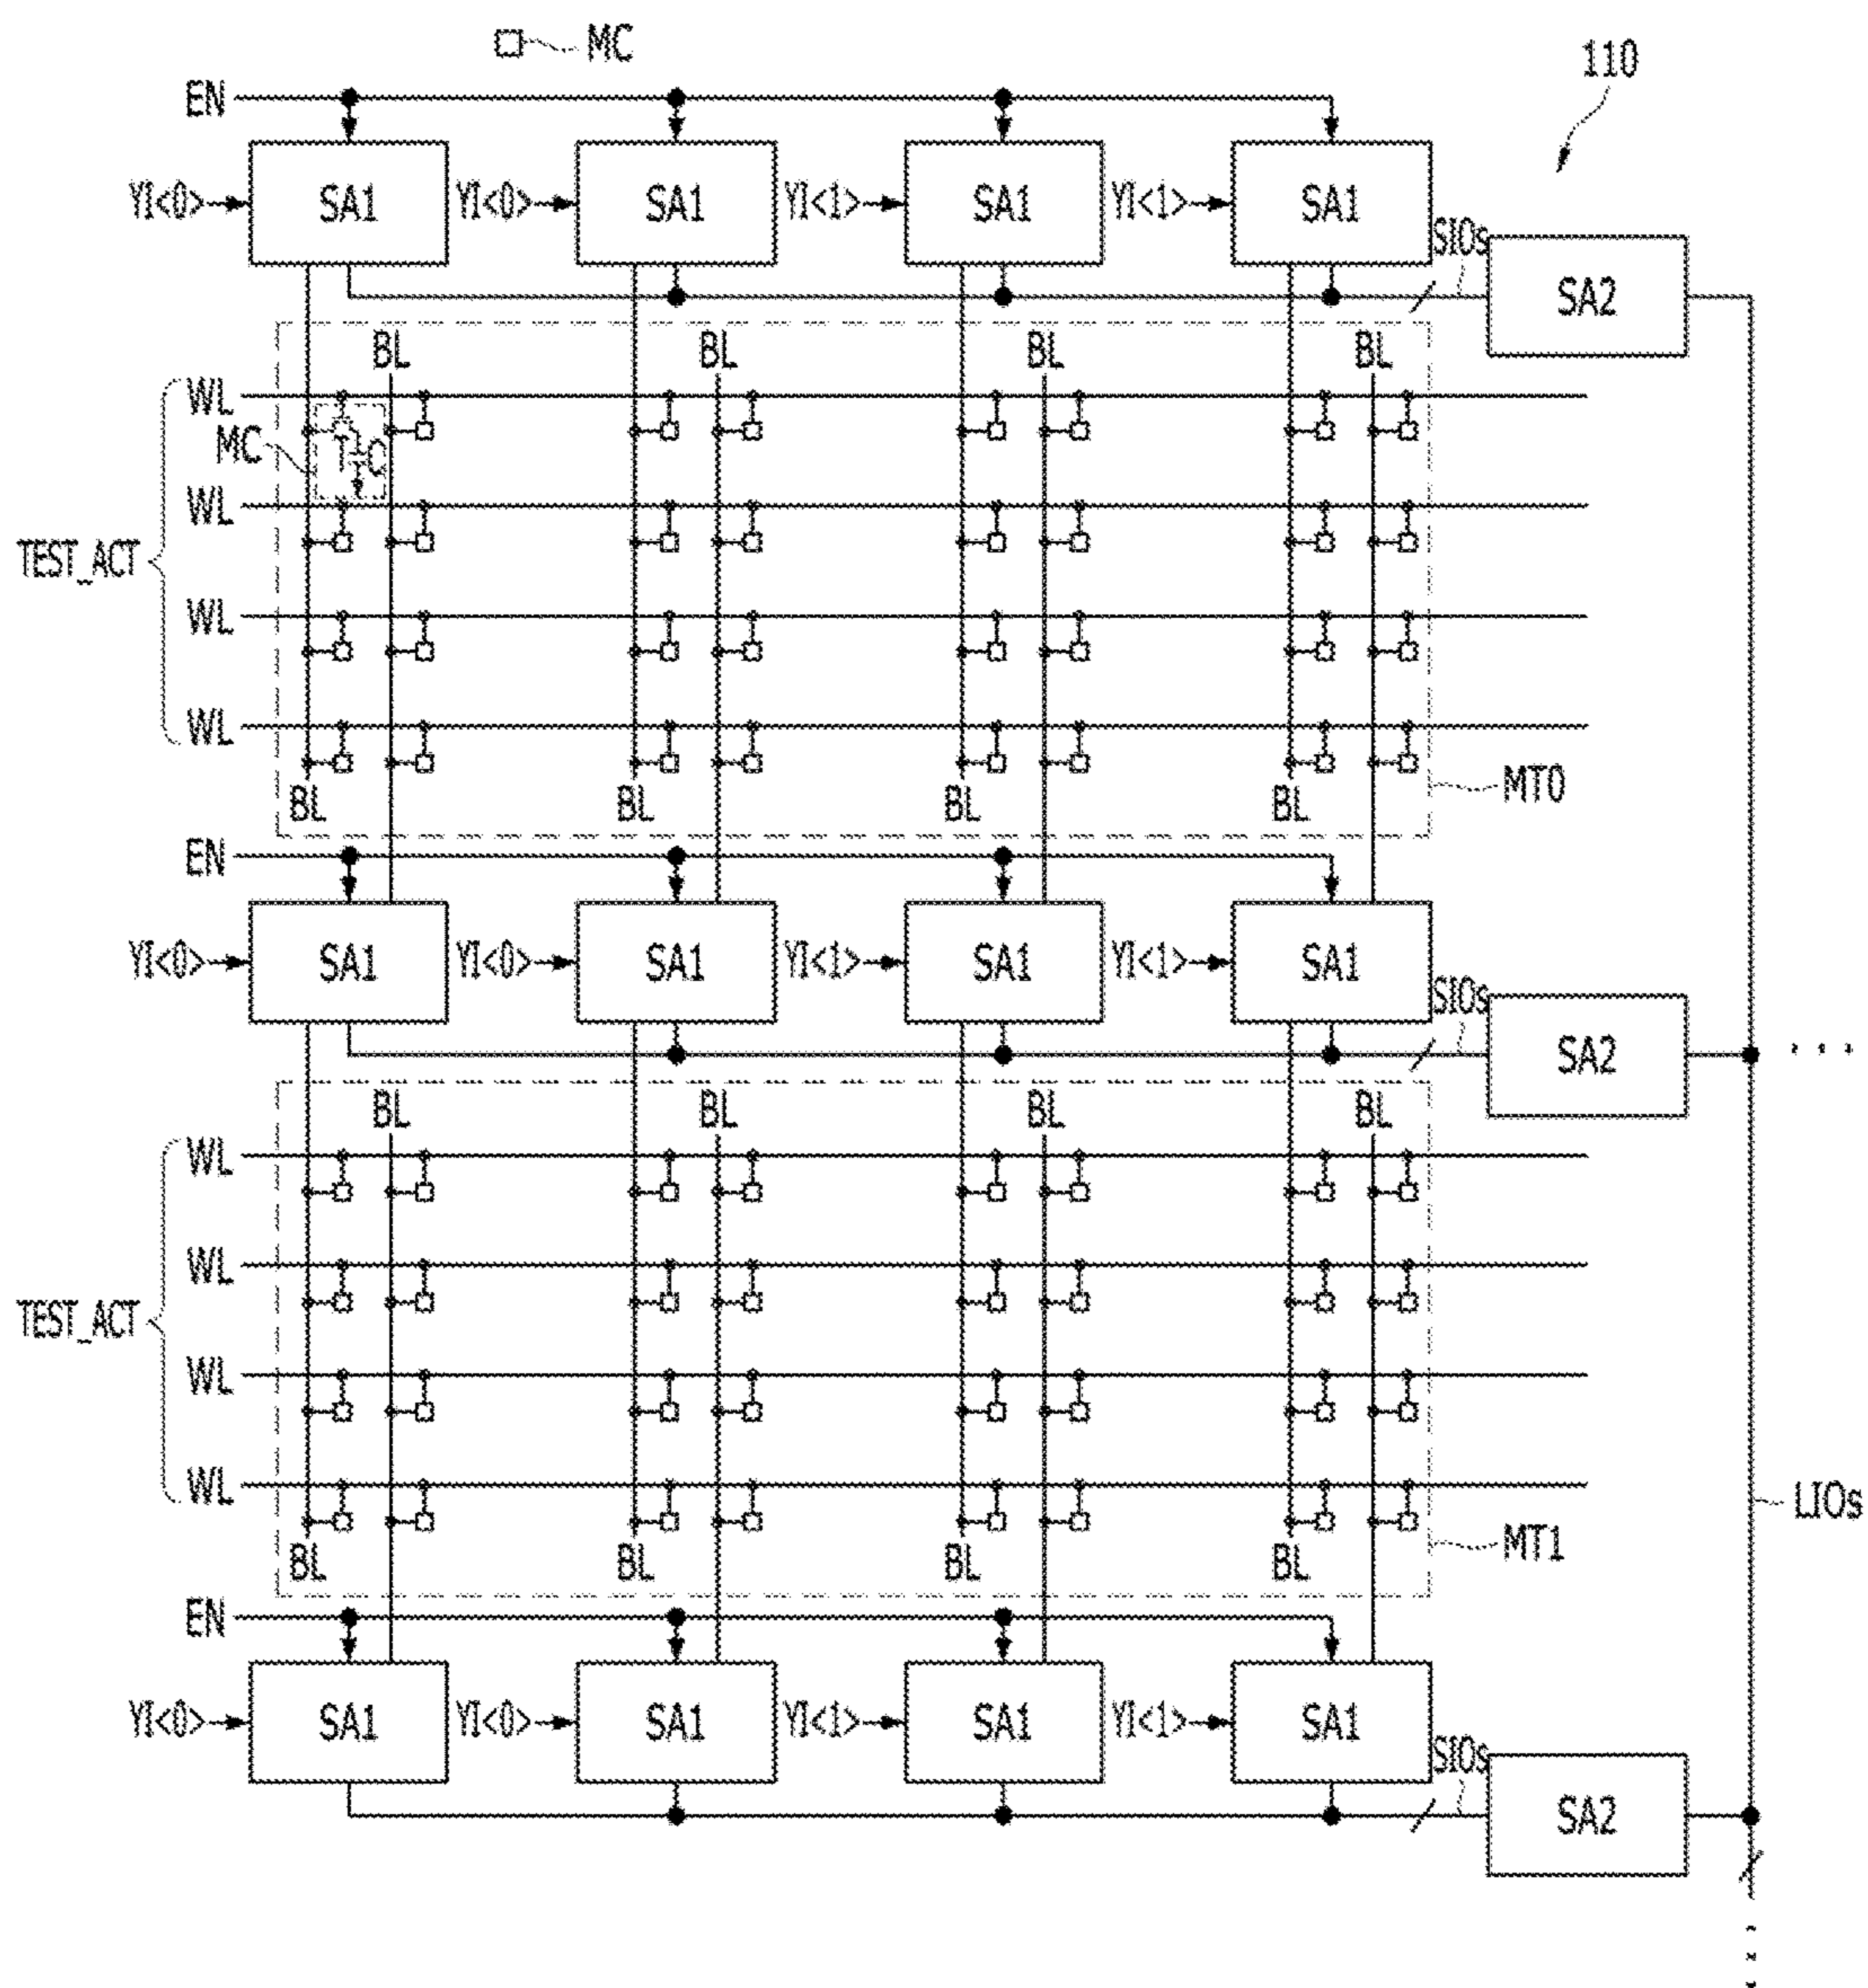 MC
110
EN
YI<0> SA1 YI<0> SA1 YI<1> SA1 YI<1> SA1
SIOs
SA2
BL BL BL BL
WL
MC T C
WL
TEST_ACT
WL
WL
BL BL BL BL
MT0
EN
YI<0> SA1 YI<0> SA1 YI<1> SA1 YI<1> SA1
SIOs
SA2
. . .
BL BL BL BL
WL
WL
TEST_ACT
WL
WL
LIOs
BL BL BL BL
MT1
EN
YI<0> SA1 YI<0> SA1 YI<1> SA1 YI<1> SA1
SIOs
SA2